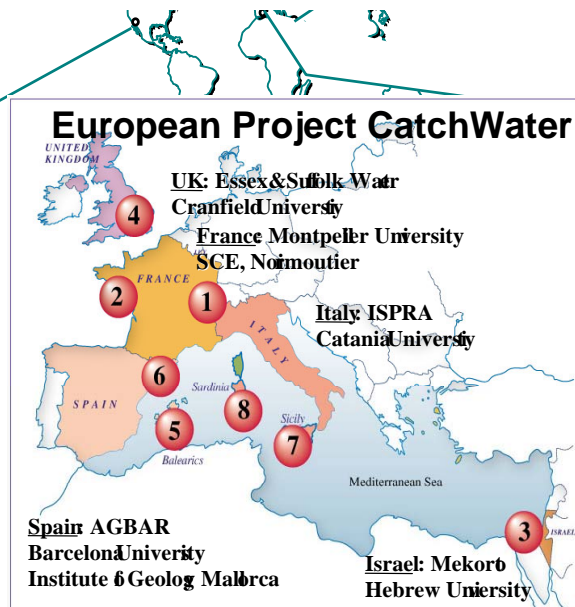 European Project CatchWater
UNITED
KINGDOM
UK: Essex&Suffolk Water
Cranfield University
4
France: Montpellier University
SCE, Noirmoutier
FRANCE
2
1
ITALY
Italy: ISPRA
Catania University
6
SPAIN
Sardinia
8
5
Sicily
7
Balearics
Mediterranean Sea
3
ISRAEL
Spain: AGBAR
Barcelona University
Institute of Geology Mallorca
Israel: Mekorot
Hebrew University